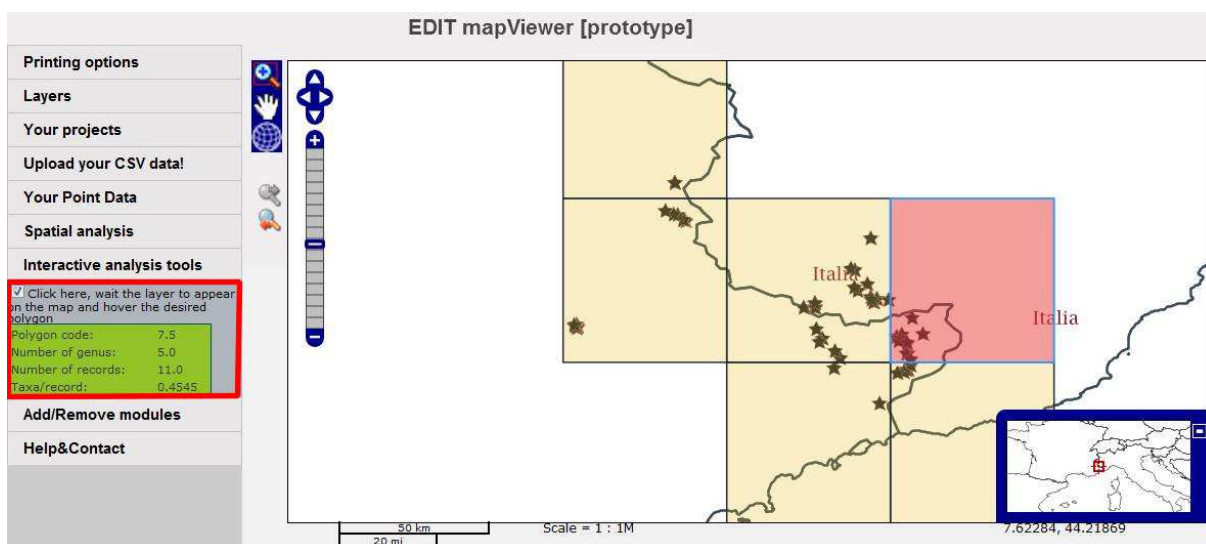 EDIT mapViewer [prototype]
Printing options
Layers
Your projects
Upload your CSV data!
Your Point Data
Spatial analysis
Interactive analysis tools
Click here, wait the layer to appear
on the map and hover the desired
polygon
Polygon code: 7.5
Number of genus: 5.0
Number of records: 11.0
Taxa/record: 0.4545
Add/Remove modules
Help&Contact
Italia
Italia
50 km
20 mi
Scale = 1 : 1M
7.62284, 44.21869